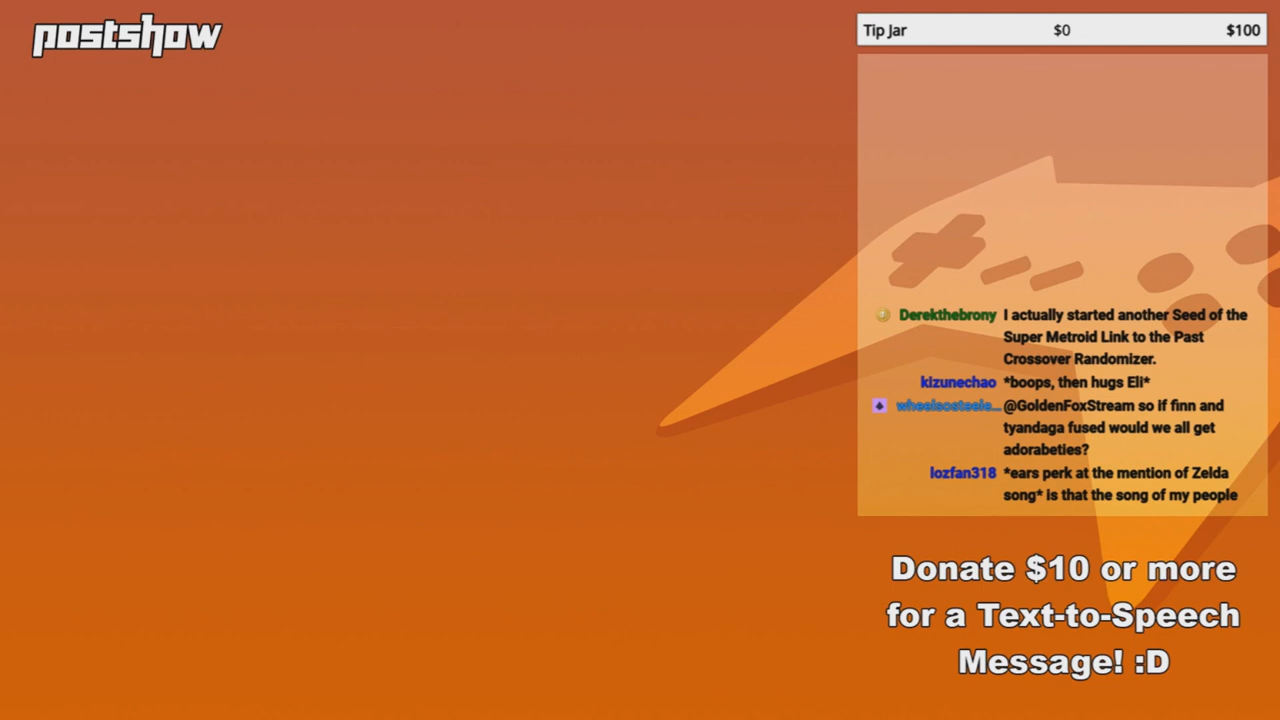 postshow
Tip Jar $0 $100
Derekthebrony I actually started another Seed of the
Super Metroid Link to the Past
Crossover Randomizer.
kizunechao *boops, then hugs Eli*
wheelsosteele... @GoldenFoxStream so if finn and
tyandaga fused would we all get
adorabeties?
lozfan318 *ears perk at the mention of Zelda
song* is that the song of my people
Donate $10 or more
for a Text-to-Speech
Message! :D